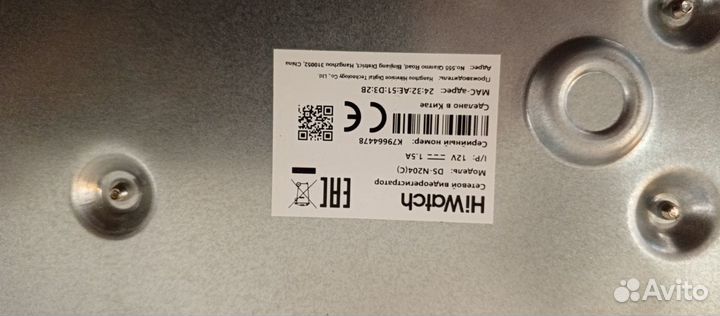 HiWatch
Сетевой видеорегистратор
Модель: DS-N204(C)
I/P: 12V ⎓ 1.5A
Серийный номер: K79664478
Сделано в Китае
MAC-адрес: 24:32:AE:51:D3:2B
Производитель: Hangzhou Hikvision Digital Technology Co., Ltd.
Адрес: No.555 Qianmo Road, Binjiang District, Hangzhou 310052, China
EAC
CE
Avito